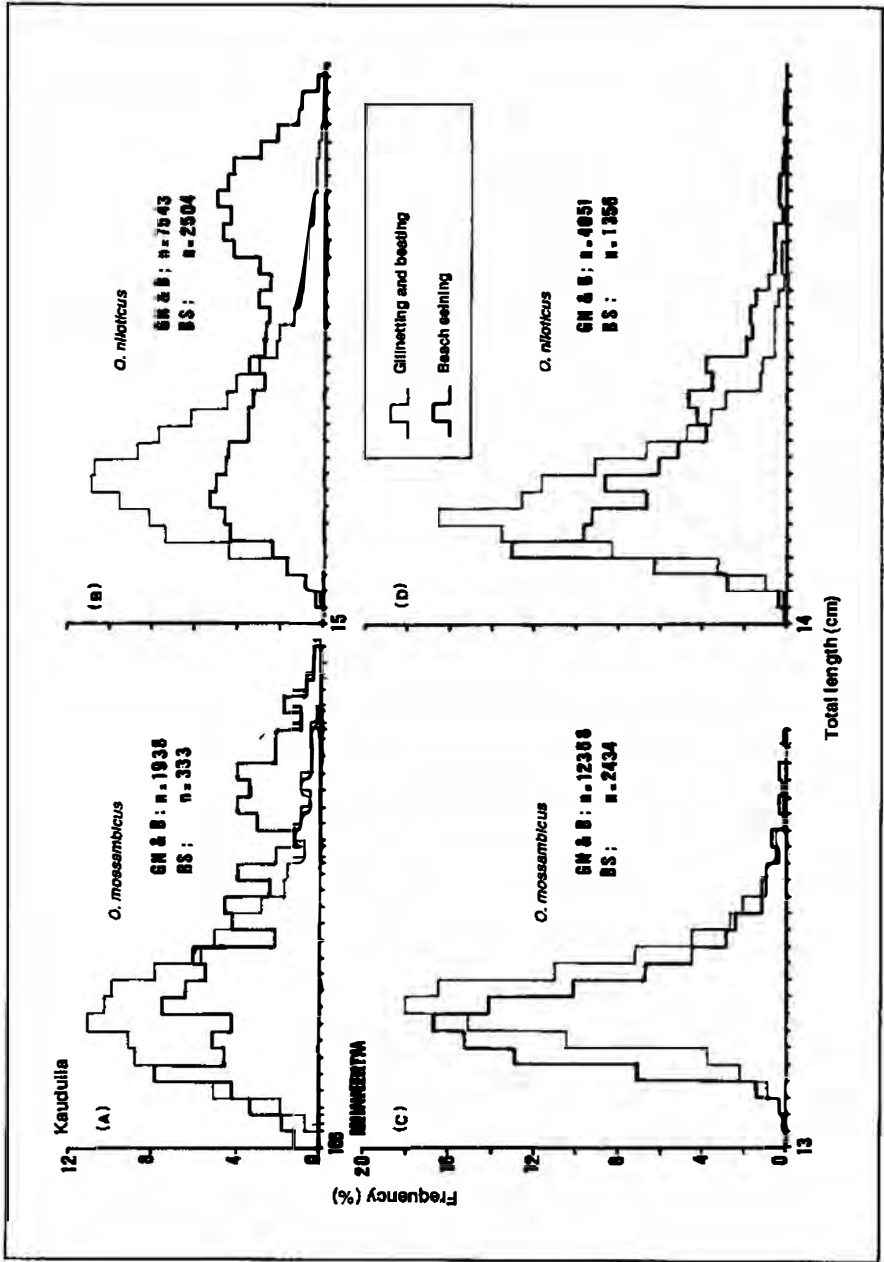 Kaudulla
(A)
O. mossambicus
GN & B; n=1938
BS; n=333
(B)
O. niloticus
GN & B; n=7543
BS; n=2504
12
8
4
0
15
(C)
O. mossambicus
GN & B; n=12368
BS; n=2434
(D)
O. niloticus
GN & B; n=4051
BS; n=1356
Gillnetting and beating
Beach seining
20
16
12
8
4
0
13
14
Frequency (%)
Total length (cm)